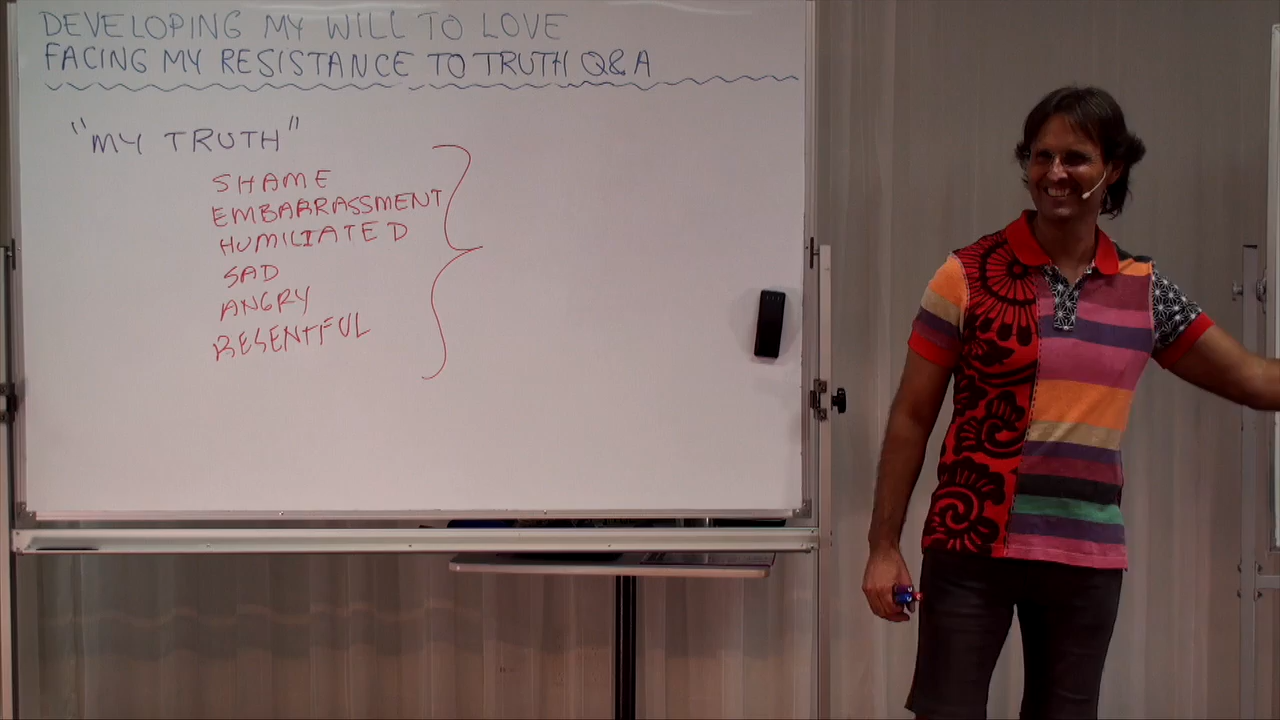 DEVELOPING MY WILL TO LOVE
FACING MY RESISTANCE TO TRUTH Q&A
"MY TRUTH"
SHAME
EMBARRASSMENT
HUMILIATED
SAD
ANGRY
RESENTFUL